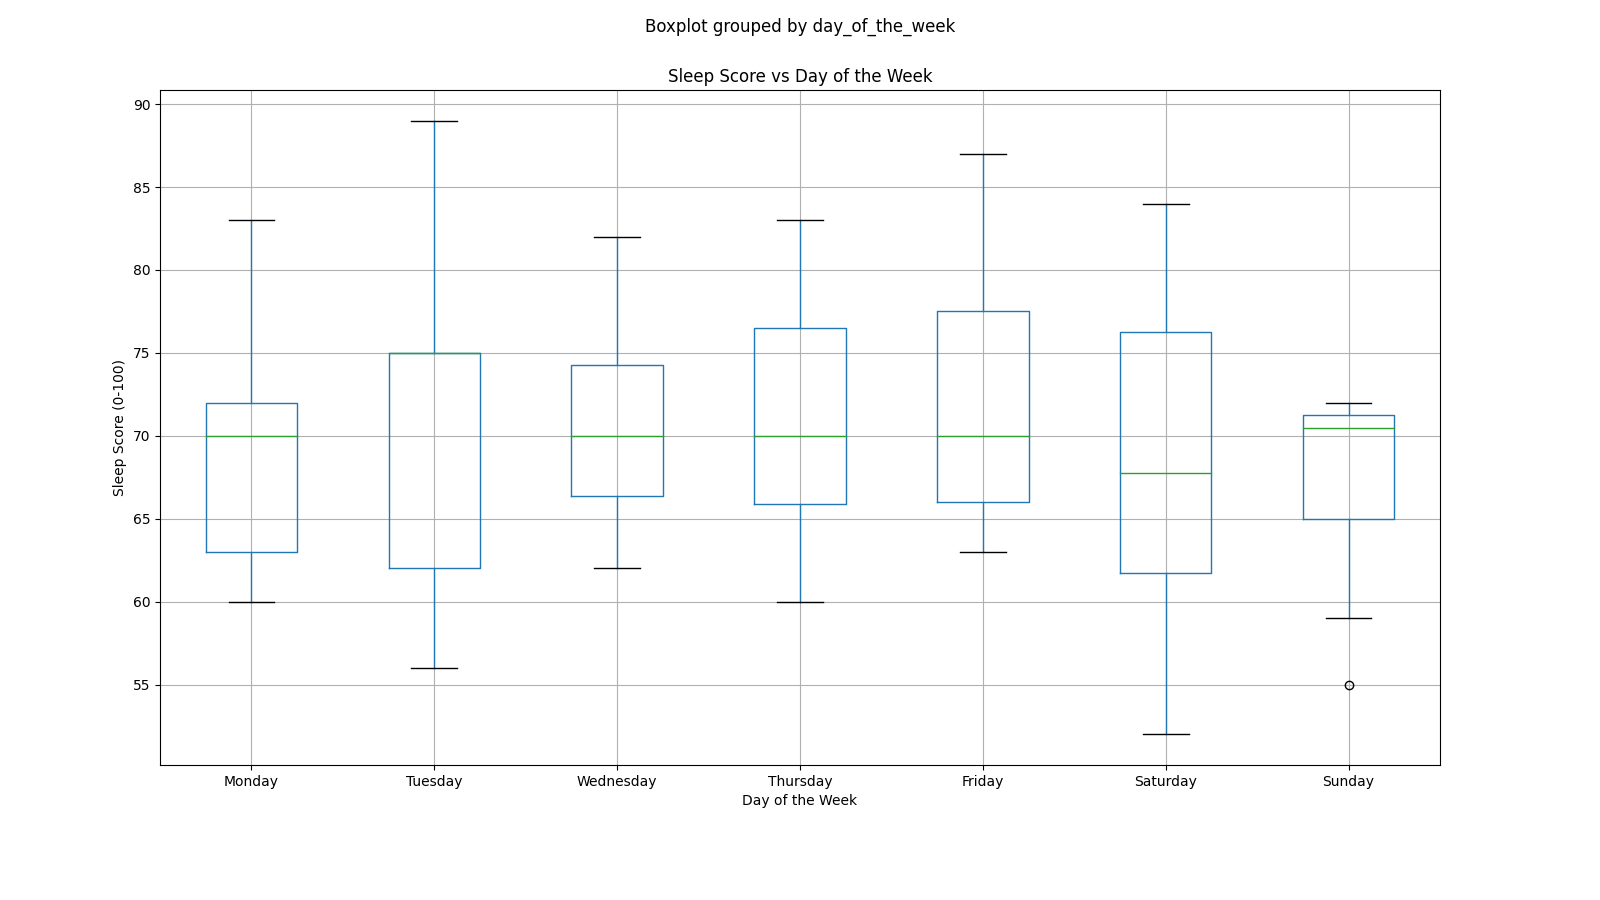 Boxplot grouped by day_of_the_week
Sleep Score vs Day of the Week
90
85
80
75
70
65
60
55
Sleep Score (0-100)
Monday Tuesday Wednesday Thursday Friday Saturday Sunday
Day of the Week